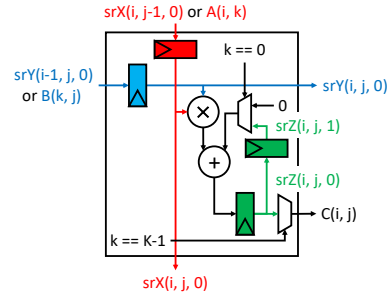 srX(i, j-1, 0) or A(i, k)
k == 0
srY(i-1, j, 0)
or B(k, j)
srY(i, j, 0)
0
×
srZ(i, j, 1)
+
srZ(i, j, 0)
C(i, j)
k == K-1
srX(i, j, 0)